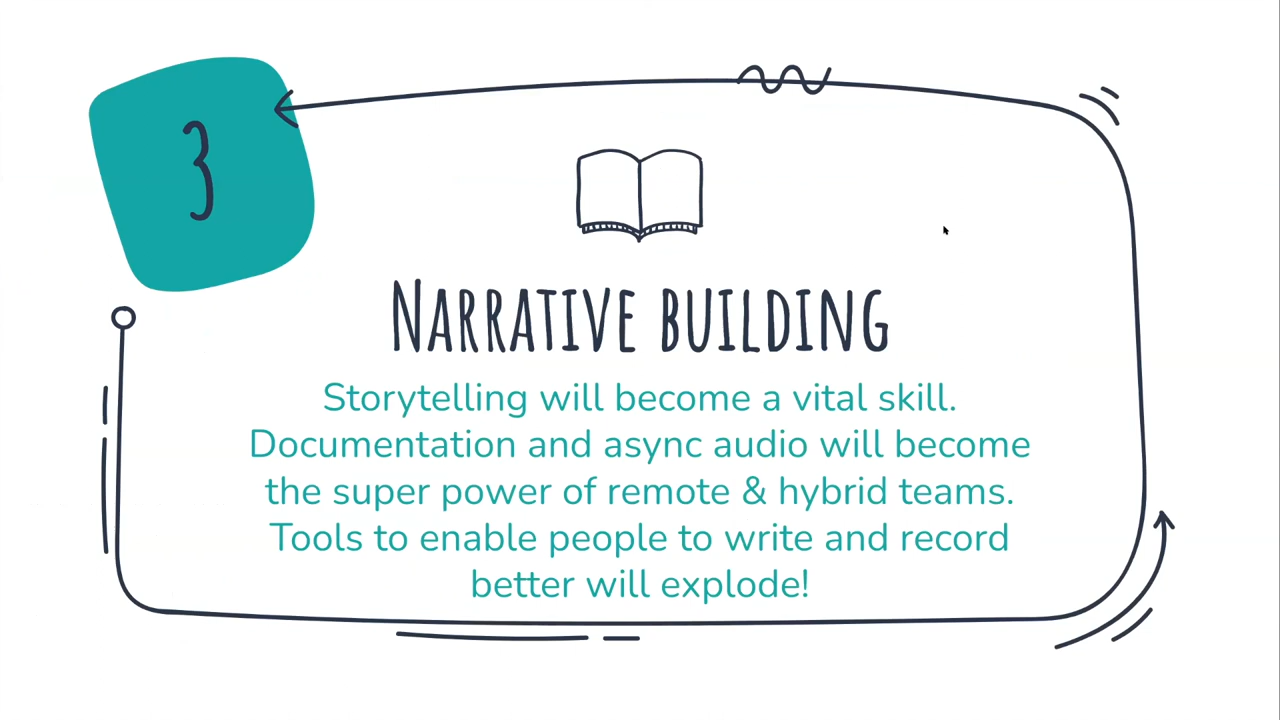 3
Narrative building
Storytelling will become a vital skill.
Documentation and async audio will become
the super power of remote & hybrid teams.
Tools to enable people to write and record
better will explode!